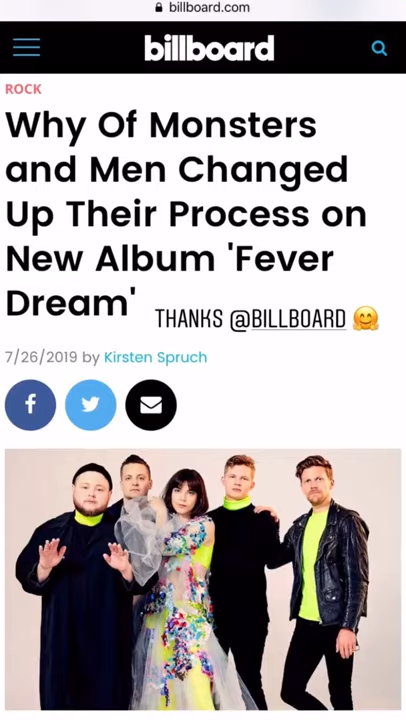 billboard.com
billboard
ROCK
Why Of Monsters
and Men Changed
Up Their Process on
New Album 'Fever
Dream'
THANKS @BILLBOARD 🤗
7/26/2019 by Kirsten Spruch